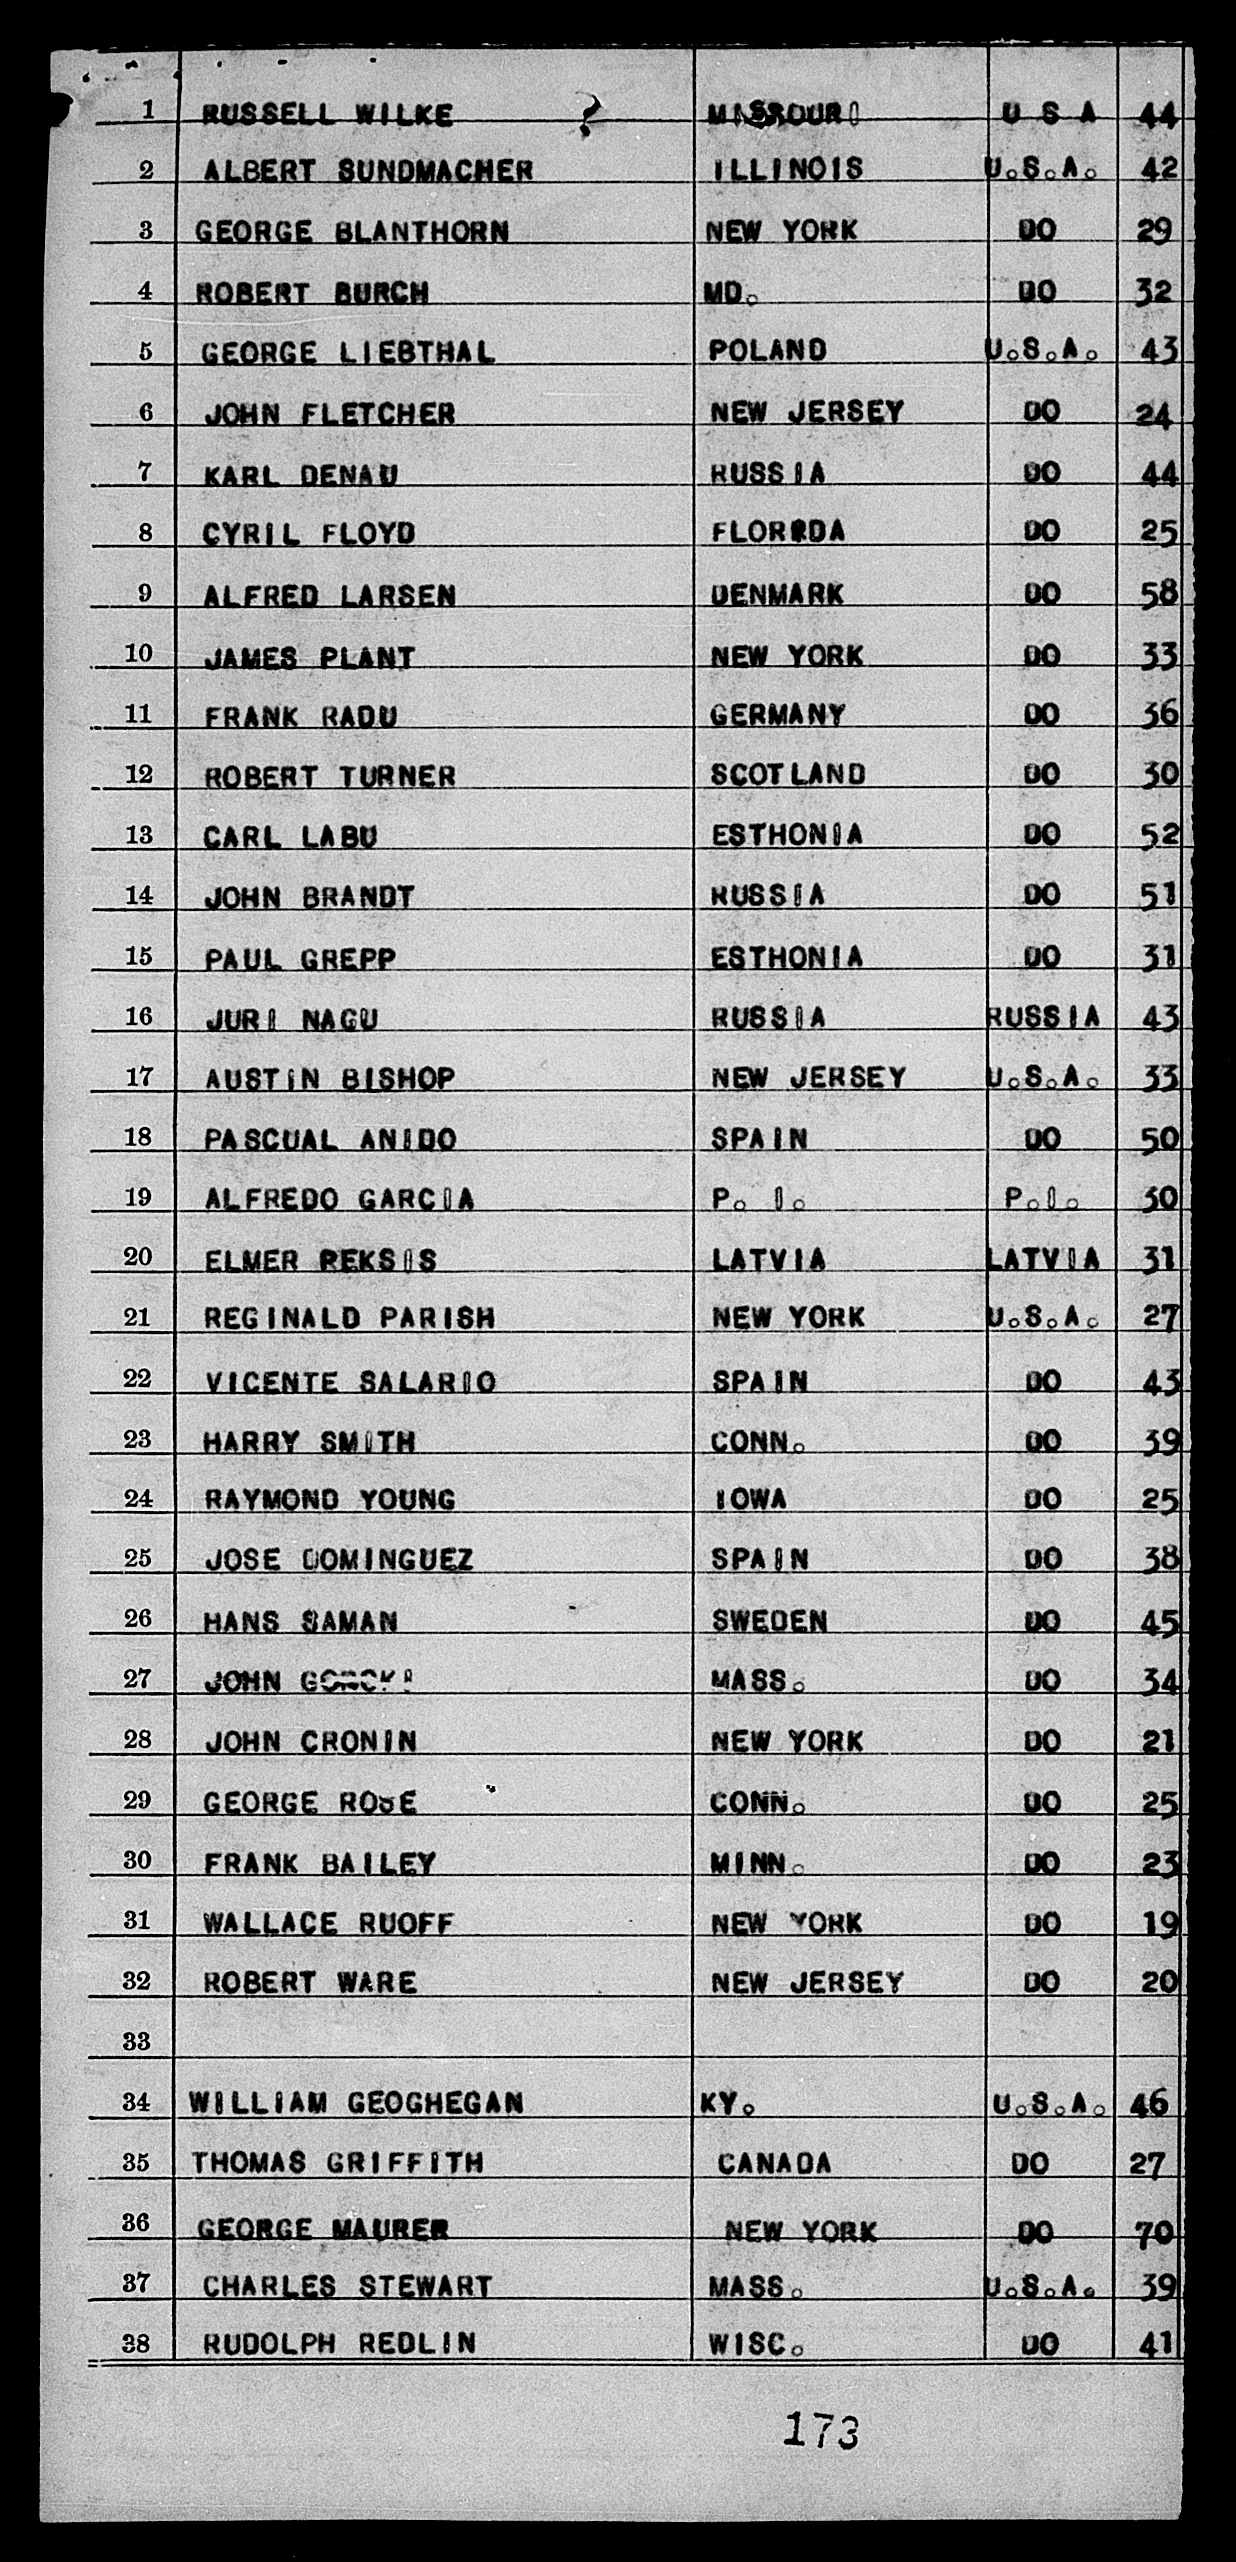 1 RUSSELL WILKE ? MISSOURI U S A 44
2 ALBERT SUNDMACHER ILLINOIS U.S.A. 42
3 GEORGE BLANTHORN NEW YORK DO 29
4 ROBERT BURCH MD. DO 32
5 GEORGE LIEBTHAL POLAND U.S.A. 43
6 JOHN FLETCHER NEW JERSEY DO 24
7 KARL DENAU RUSSIA DO 44
8 CYRIL FLOYD FLORIDA DO 25
9 ALFRED LARSEN DENMARK DO 58
10 JAMES PLANT NEW YORK DO 33
11 FRANK RADU GERMANY DO 36
12 ROBERT TURNER SCOTLAND DO 30
13 CARL LABU ESTHONIA DO 52
14 JOHN BRANDT RUSSIA DO 51
15 PAUL GREPP ESTHONIA DO 31
16 JURI NAGU RUSSIA RUSSIA 43
17 AUSTIN BISHOP NEW JERSEY U.S.A. 33
18 PASCUAL ANIDO SPAIN DO 50
19 ALFREDO GARCIA P. I. P.I. 30
20 ELMER REKSIS LATVIA LATVIA 31
21 REGINALD PARISH NEW YORK U.S.A. 27
22 VICENTE SALARIO SPAIN DO 43
23 HARRY SMITH CONN. DO 39
24 RAYMOND YOUNG IOWA DO 25
25 JOSE DOMINGUEZ SPAIN DO 38
26 HANS SAMAN SWEDEN DO 45
27 JOHN MASS. DO 34
28 JOHN CRONIN NEW YORK DO 21
29 GEORGE ROSE CONN. DO 25
30 FRANK BAILEY MINN. DO 23
31 WALLACE RUOFF NEW YORK DO 19
32 ROBERT WARE NEW JERSEY DO 20
33
34 WILLIAM GEOGHEGAN KY. U.S.A. 46
35 THOMAS GRIFFITH CANADA DO 27
36 GEORGE MAURER NEW YORK DO 70
37 CHARLES STEWART MASS. U.S.A. 39
38 RUDOLPH REDLIN WISC. DO 41
173